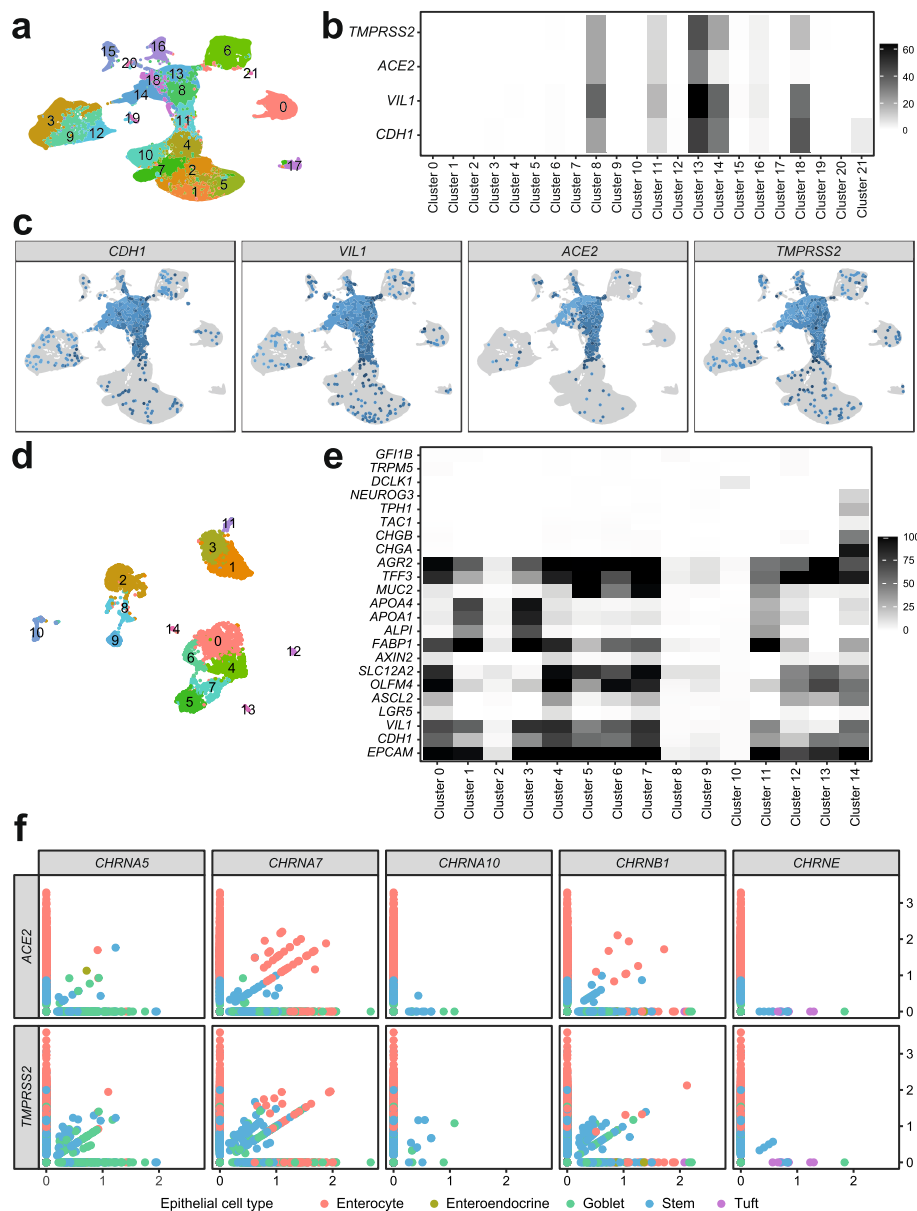 a
15
16
6
20
13
21
18
8
14
0
3
19
11
9
12
4
10
2
7
17
5
1
b
TMPRSS2
ACE2
VIL1
CDH1
60
40
20
0
Cluster 0
Cluster 1
Cluster 2
Cluster 3
Cluster 4
Cluster 5
Cluster 6
Cluster 7
Cluster 8
Cluster 9
Cluster 10
Cluster 11
Cluster 12
Cluster 13
Cluster 14
Cluster 15
Cluster 16
Cluster 17
Cluster 18
Cluster 19
Cluster 20
Cluster 21
c
CDH1
VIL1
ACE2
TMPRSS2
d
11
3
1
2
8
10
9
14
0
6
12
4
7
5
13
e
GFI1B
TRPM5
DCLK1
NEUROG3
TPH1
TAC1
CHGB
CHGA
AGR2
TFF3
MUC2
APOA4
APOA1
ALPI
FABP1
AXIN2
SLC12A2
OLFM4
ASCL2
LGR5
VIL1
CDH1
EPCAM
100
75
50
25
0
Cluster 0
Cluster 1
Cluster 2
Cluster 3
Cluster 4
Cluster 5
Cluster 6
Cluster 7
Cluster 8
Cluster 9
Cluster 10
Cluster 11
Cluster 12
Cluster 13
Cluster 14
f
CHRNA5
CHRNA7
CHRNA10
CHRNB1
CHRNE
ACE2
3
2
1
0
TMPRSS2
3
2
1
0
0 1 2
0 1 2
0 1 2
0 1 2
0 1 2
Epithelial cell type Enterocyte Enteroendocrine Goblet Stem Tuft